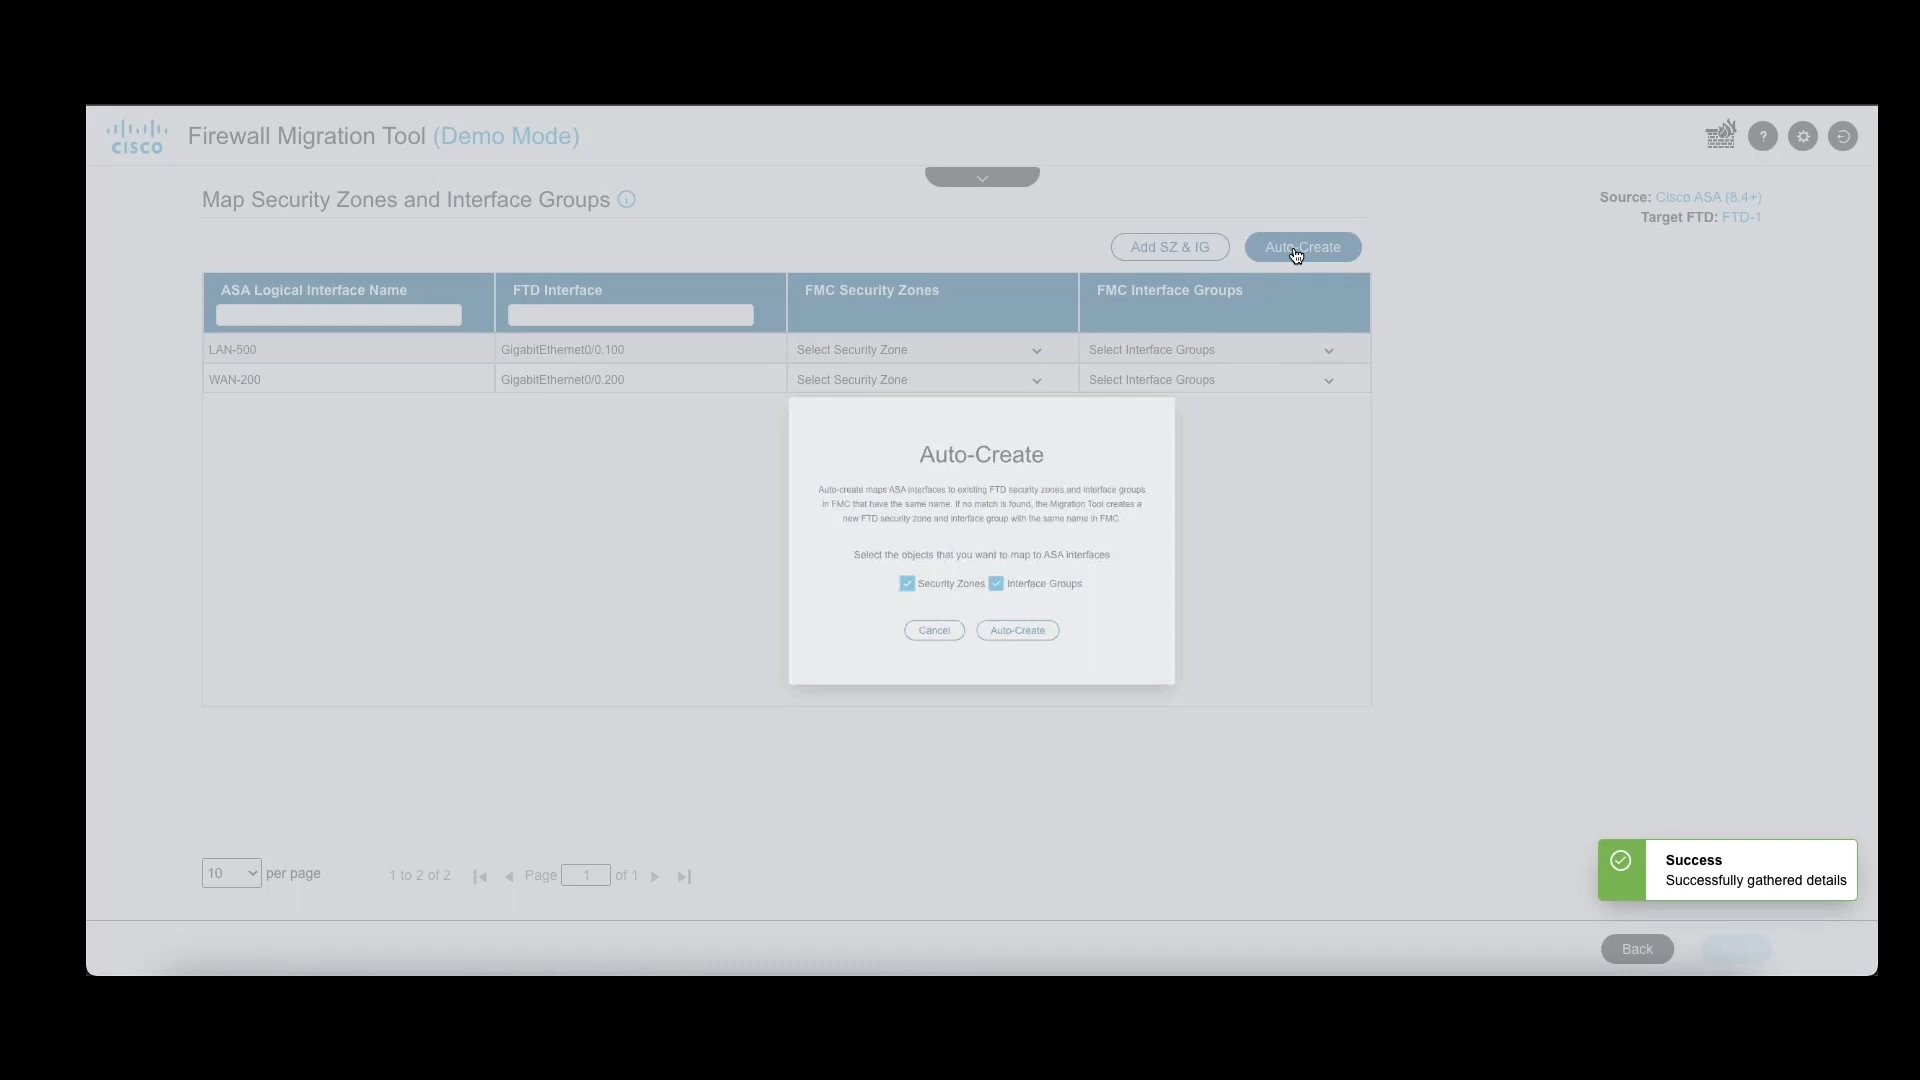 CISCO
Firewall Migration Tool (Demo Mode)
?
Map Security Zones and Interface Groups
Source: Cisco ASA (8.4+)
Target FTD: FTD-1
Add SZ & IG
Auto-Create
ASA Logical Interface Name
FTD Interface
FMC Security Zones
FMC Interface Groups
LAN-500
GigabitEthernet0/0.100
Select Security Zone
Select Interface Groups
WAN-200
GigabitEthernet0/0.200
Select Security Zone
Select Interface Groups
Auto-Create
Auto-create maps ASA interfaces to existing FTD security zones and interface groups
in FMC that have the same name. If no match is found, the Migration Tool creates a
new FTD security zone and interface group with the same name in FMC.
Select the objects that you want to map to ASA interfaces
Security Zones
Interface Groups
Cancel
Auto-Create
10
per page
1 to 2 of 2
Page 1 of 1
Success
Successfully gathered details
Back